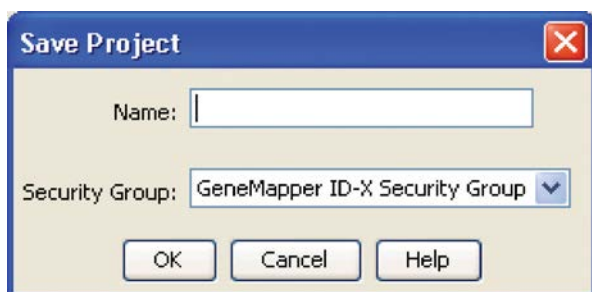 Save Project
Name:
Security Group: GeneMapper ID-X Security Group
OK Cancel Help